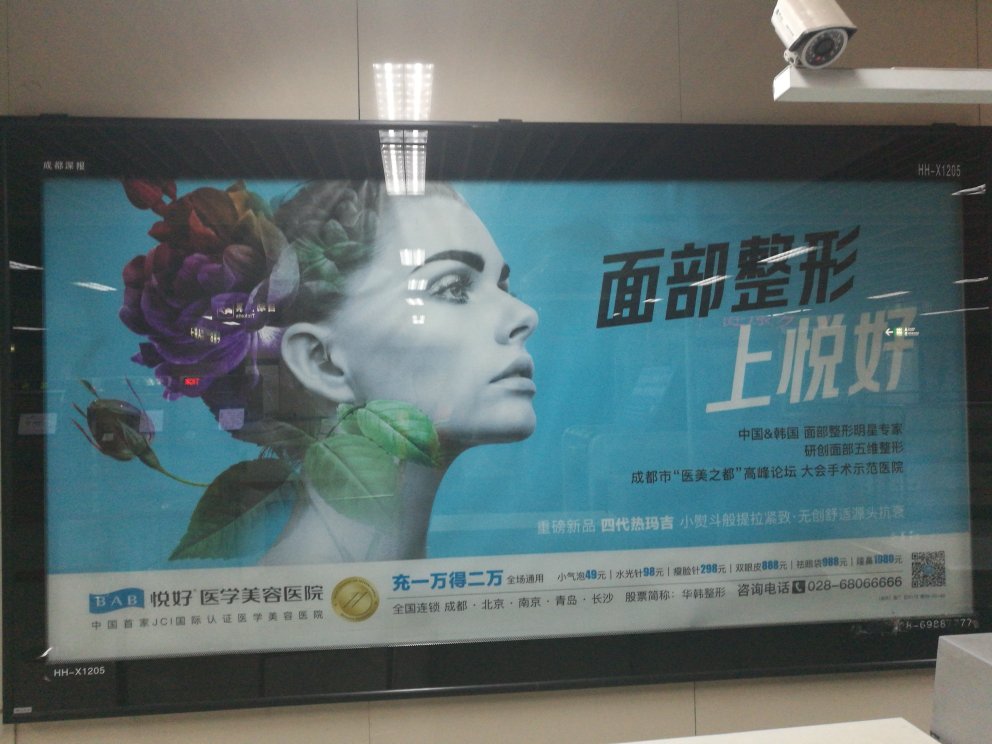 成都深报
HH-X1205
面部整形
上悦好
中国&韩国 面部整形明星专家
研创面部五维整形
成都市“医美之都”高峰论坛 大会手术示范医院
重磅新品 四代热玛吉 小熨斗般提拉紧致·无创舒适源头抗衰
充一万得二万 全场通用 小气泡49元|水光针98元|瘦脸针298元|双眼皮888元|祛眼袋988元|隆鼻1080元
BAB 悦好 医学美容医院
中国首家JCI国际认证医学美容医院
全国连锁 成都·北京·南京·青岛·长沙 股票简称：华韩整形 咨询电话 028-68066666
HH-X1205